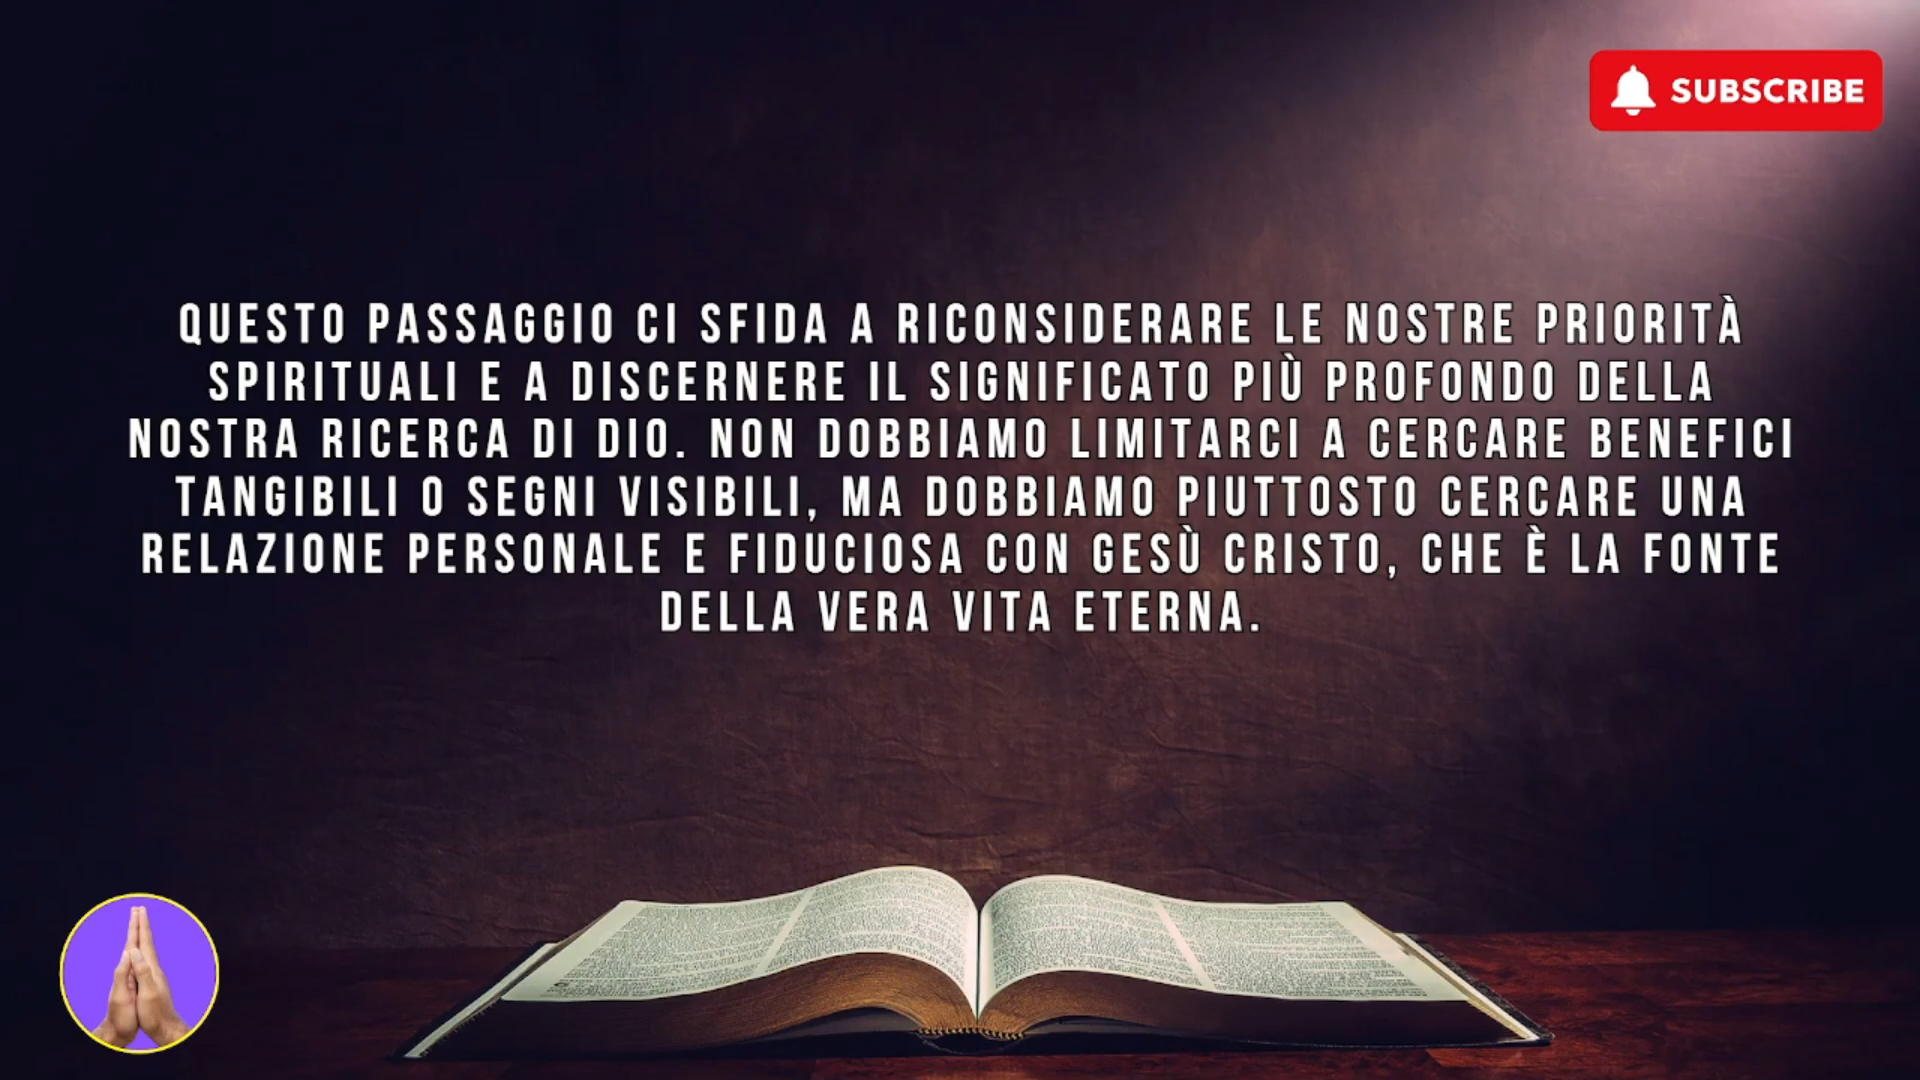 SUBSCRIBE
QUESTO PASSAGGIO CI SFIDA A RICONSIDERARE LE NOSTRE PRIORITÀ
SPIRITUALI E A DISCERNERE IL SIGNIFICATO PIÙ PROFONDO DELLA
NOSTRA RICERCA DI DIO. NON DOBBIAMO LIMITARCI A CERCARE BENEFICI
TANGIBILI O SEGNI VISIBILI, MA DOBBIAMO PIUTTOSTO CERCARE UNA
RELAZIONE PERSONALE E FIDUCIOSA CON GESÙ CRISTO, CHE È LA FONTE
DELLA VERA VITA ETERNA.